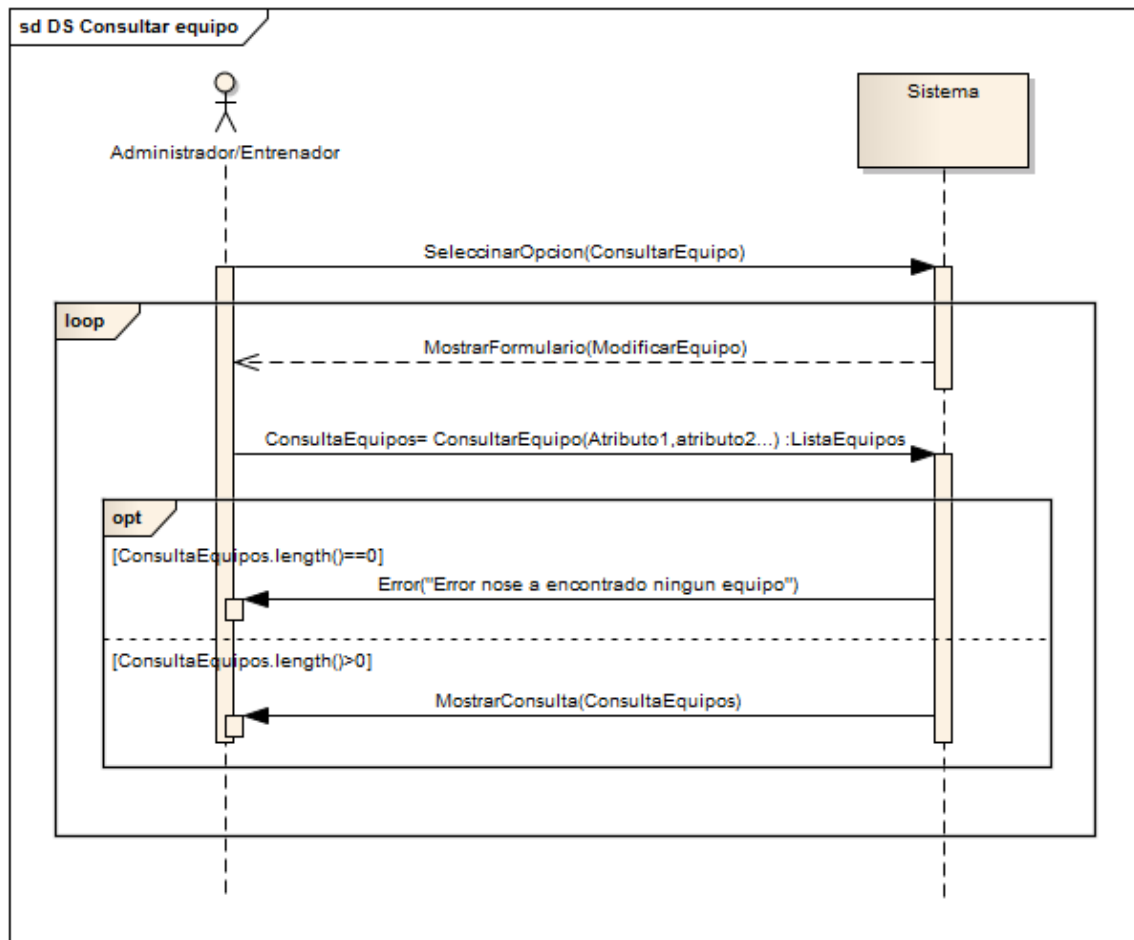 sd DS Consultar equipo
Administrador/Entrenador
Sistema
SeleccinarOpcion(ConsultarEquipo)
loop
MostrarFormulario(ModificarEquipo)
ConsultaEquipos= ConsultarEquipo(Atributo1,atributo2...) :ListaEquipos
opt
[ConsultaEquipos.length()==0]
Error("Error nose a encontrado ningun equipo")
[ConsultaEquipos.length()>0]
MostrarConsulta(ConsultaEquipos)